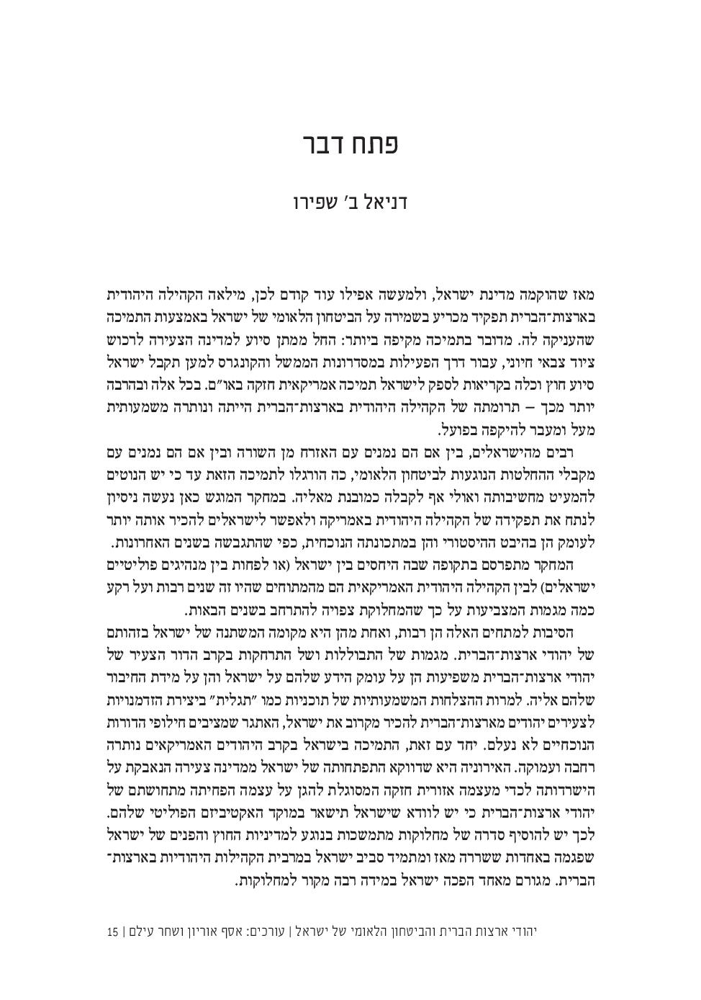 פתח דבר
דניאל ב׳ שפירו
מאז שהוקמה מדינת ישראל, ולמעשה אפילו עוד קודם לכן, מילאה הקהילה היהודית
בארצות־הברית תפקיד מכריע בשמירה על הביטחון הלאומי של ישראל באמצעות התמיכה
שהעניקה לה. מדובר בתמיכה מקיפה ביותר: החל ממתן סיוע למדינה הצעירה לרכוש
ציוד צבאי חיוני, עבור דרך הפעילות במסדרונות הממשל והקונגרס למען תקבל ישראל
סיוע חוץ וכלה בקריאות לספק לישראל תמיכה אמריקאית חזקה באו״ם. בכל אלה ובהרבה
יותר מכך – תרומתה של הקהילה היהודית בארצות־הברית הייתה ונותרה משמעותית
מעל ומעבר להיקפה בפועל.
רבים מהישראלים, בין אם הם נמנים עם האזרח מן השורה ובין אם הם נמנים עם
מקבלי ההחלטות הנוגעות לביטחון הלאומי, כה הורגלו לתמיכה הזאת עד כי יש הנוטים
להמעיט מחשיבותה ואולי אף לקבלה כמובנת מאליה. במחקר המוגש כאן נעשה ניסיון
לנתח את תפקידה של הקהילה היהודית באמריקה ולאפשר לישראלים להכיר אותה יותר
לעומק הן בהיבט ההיסטורי והן במתכונתה הנוכחית, כפי שהתגבשה בשנים האחרונות.
המחקר מתפרסם בתקופה שבה היחסים בין ישראל (או לפחות בין מנהיגים פוליטיים
ישראלים) לבין הקהילה היהודית האמריקאית הם מהמתוחים שהיו זה שנים רבות ועל רקע
כמה מגמות המצביעות על כך שהמחלוקת צפויה להתרחב בשנים הבאות.
הסיבות למתחים האלה הן רבות, ואחת מהן היא מקומה המשתנה של ישראל בזהותם
של יהודי ארצות־הברית. מגמות של התבוללות ושל התרחקות בקרב הדור הצעיר של
יהודי ארצות־הברית משפיעות הן על עומק הידע שלהם על ישראל והן על מידת החיבור
שלהם אליה. למרות ההצלחות המשמעותיות של תוכניות כמו ״תגלית״ ביצירת הזדמנויות
לצעירים יהודים מארצות־הברית להכיר מקרוב את ישראל, האתגר שמציבים חילופי הדורות
הנוכחיים לא נעלם. יחד עם זאת, התמיכה בישראל בקרב היהודים האמריקאים נותרה
רחבה ועמוקה. האירוניה היא שדווקא התפתחותה של ישראל ממדינה צעירה הנאבקת על
הישרדותה לכדי מעצמה אזורית חזקה המסוגלת להגן על עצמה הפחיתה מתחושתם של
יהודי ארצות־הברית כי יש לוודא שישראל תישאר במוקד האקטיביזם הפוליטי שלהם.
לכך יש להוסיף סדרה של מחלוקות מתמשכות בנוגע למדיניות החוץ והפנים של ישראל
שפגמה באחדות ששררה מאז ומתמיד סביב ישראל במרבית הקהילות היהודיות בארצות־
הברית. מגורם מאחד הפכה ישראל במידה רבה מקור למחלוקות.
יהודי ארצות הברית והביטחון הלאומי של ישראל | עורכים: אסף אוריון ושחר עילם | 15